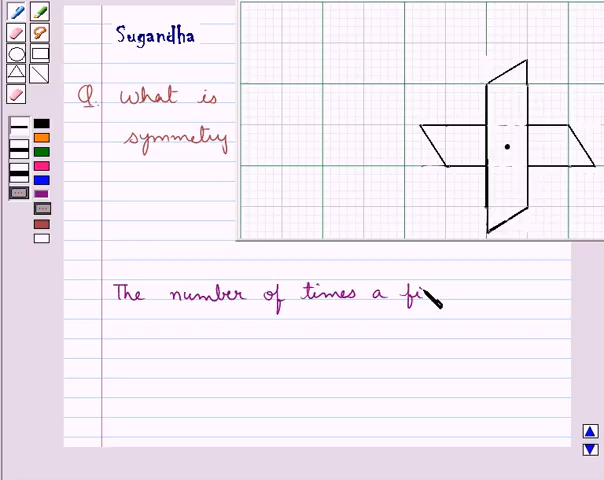 Sugandha
Q. What is
symmetry
The number of times a fi